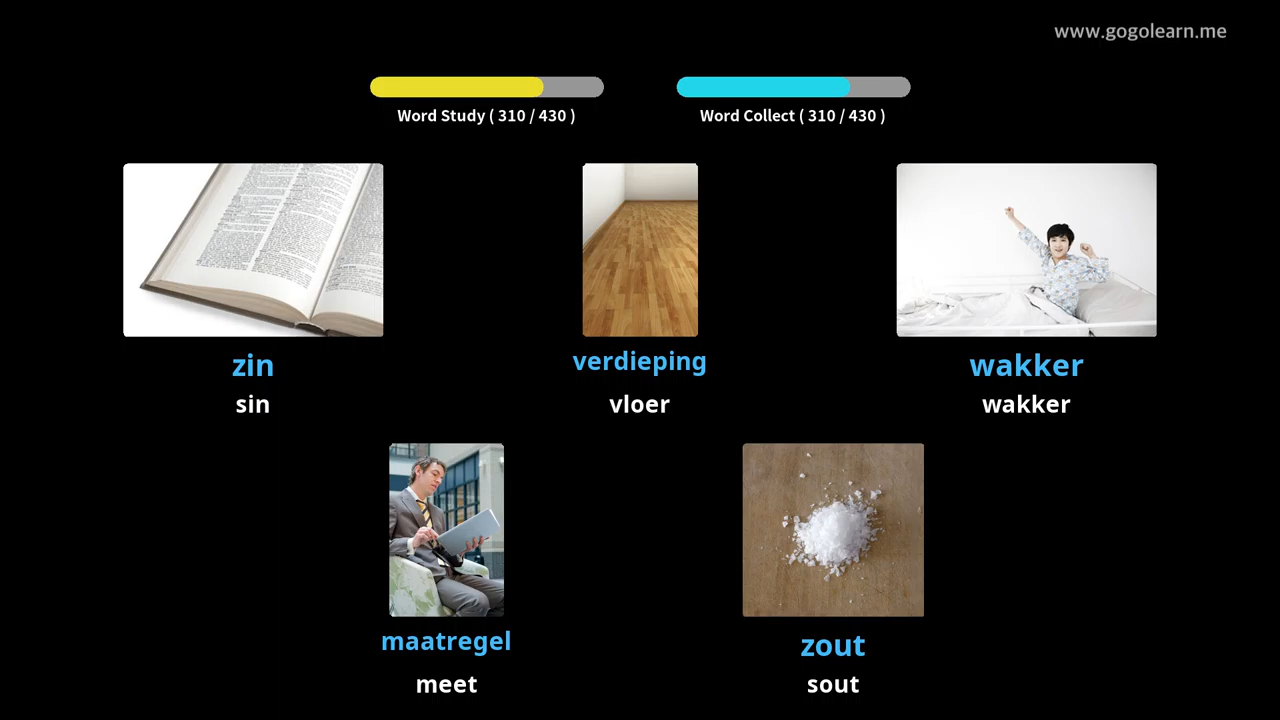 www.gogolearn.me
Word Study ( 310 / 430 )
Word Collect ( 310 / 430 )
zin
sin
verdieping
vloer
wakker
wakker
maatregel
meet
zout
sout